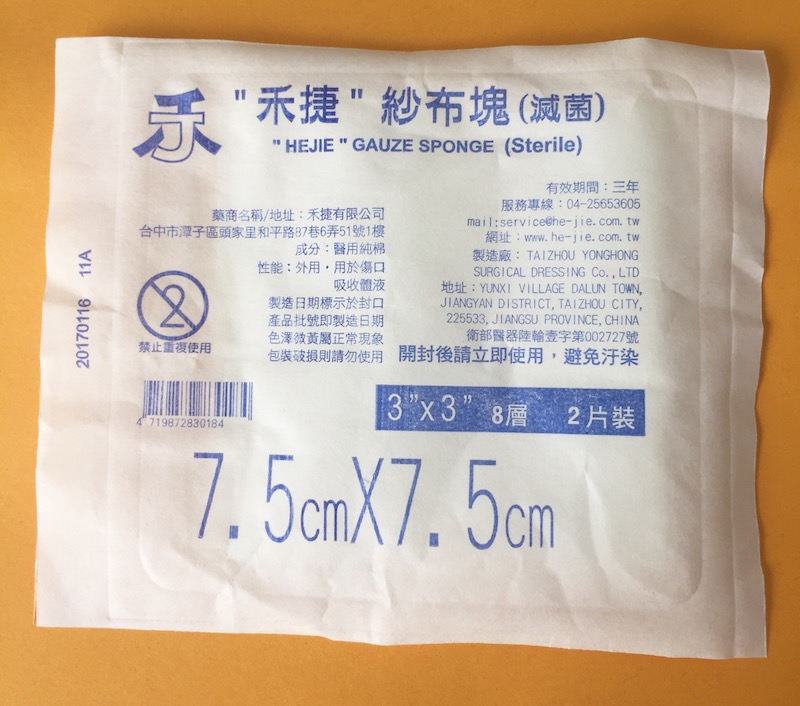 "禾捷"紗布塊(滅菌)
"HEJIE" GAUZE SPONGE (Sterile)
藥商名稱/地址：禾捷有限公司
台中市潭子區頭家里和平路87巷6弄51號1樓
成分：醫用純棉
性能：外用，用於傷口
吸收體液
製造日期標示於封口
產品批號即製造日期
色澤微黃屬正常現象
包裝破損則請勿使用
有效期間：三年
服務專線：04-25653605
mail:service@he-jie.com.tw
網址：www.he-jie.com.tw
製造廠：TAIZHOU YONGHONG
SURGICAL DRESSING Co.,LTD
地址：YUNXI VILLAGE DALUN TOWN,
JIANGYAN DISTRICT,TAIZHOU CITY,
225533,JIANGSU PROVINCE,CHINA
衛部醫器陸輸壹字第002727號
開封後請立即使用，避免汙染
2
禁止重複使用
20170116 11A
4 719872830184
3"x3" 8層 2片裝
7.5cmX7.5cm